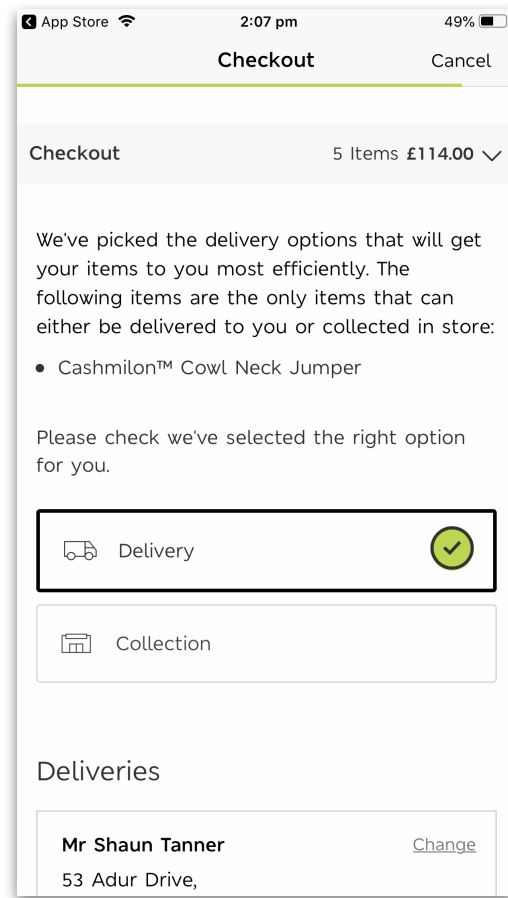 App Store 2:07 pm 49%
Checkout Cancel
Checkout 5 Items £114.00
We've picked the delivery options that will get
your items to you most efficiently. The
following items are the only items that can
either be delivered to you or collected in store:
• Cashmilon™ Cowl Neck Jumper
Please check we've selected the right option
for you.
Delivery
Collection
Deliveries
Mr Shaun Tanner Change
53 Adur Drive,